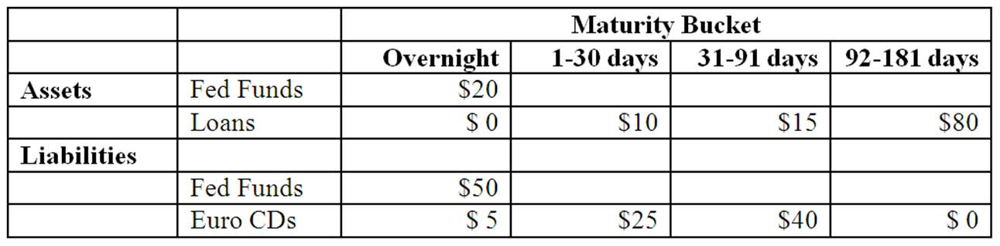 Maturity Bucket
Overnight 1-30 days 31-91 days 92-181 days
Assets Fed Funds $20
Loans $ 0 $10 $15 $80
Liabilities
Fed Funds $50
Euro CDs $ 5 $25 $40 $ 0